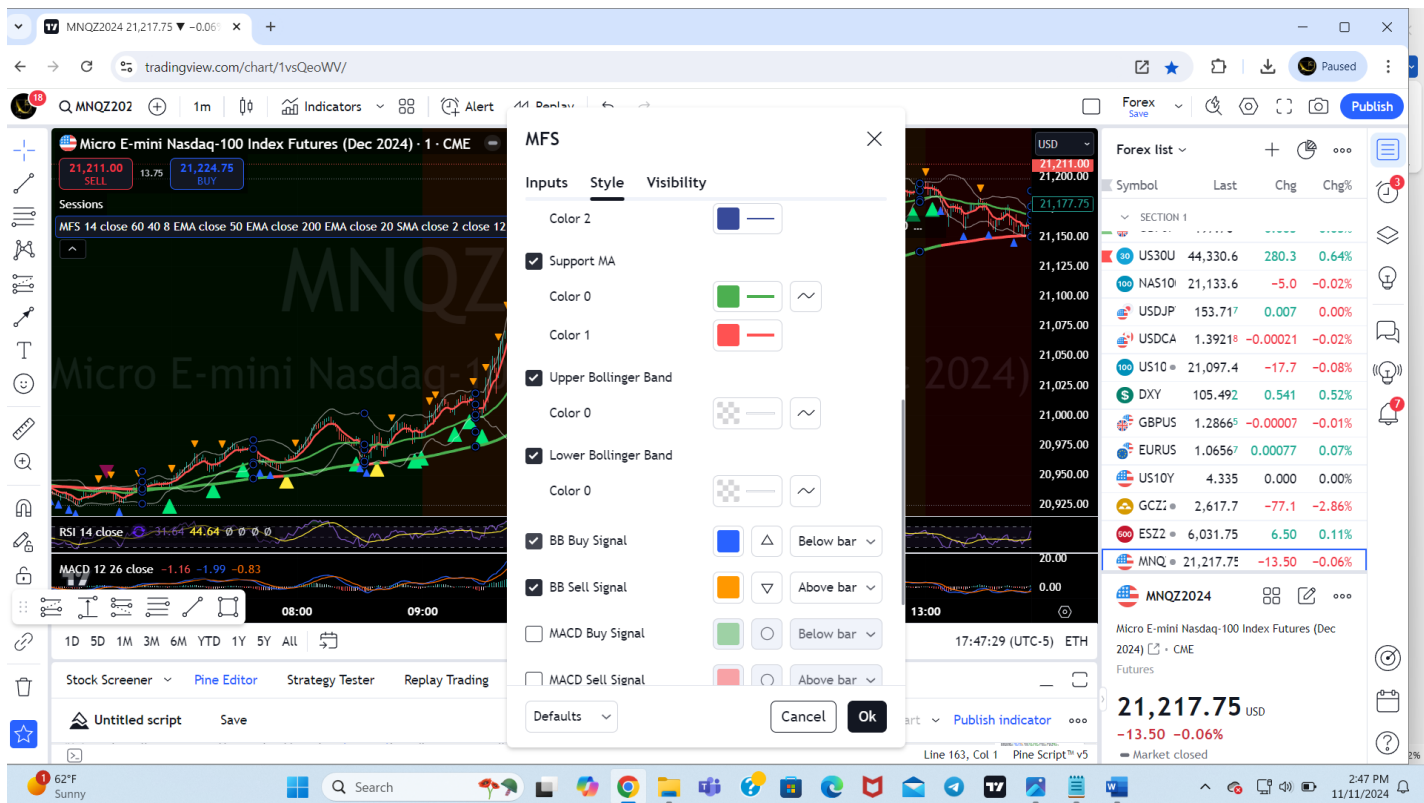 MNQZ2024 21,217.75 ▼ −0.06
tradingview.com/chart/1vsQeoWV/
Paused
18
MNQZ202
1m
Indicators
Alert
Replay
Forex
Save
Publish
Micro E-mini Nasdaq-100 Index Futures (Dec 2024) · 1 · CME
21,211.00
SELL
13.75
21,224.75
BUY
Sessions
MFS 14 close 60 40 8 EMA close 50 EMA close 200 EMA close 20 SMA close 2 close 12
MNQZ
Micro E-mini Nasdaq-10
2024)
RSI 14 close 31.64 44.64 ø ø ø ø
MACD 12 26 close −1.16 −1.99 −0.83
08:00
09:00
13:00
USD
21,211.00
21,200.00
21,177.75
21,150.00
21,125.00
21,100.00
21,075.00
21,050.00
21,025.00
21,000.00
20,975.00
20,950.00
20,925.00
20.00
0.00
MFS
Inputs
Style
Visibility
Color 2
Support MA
Color 0
Color 1
Upper Bollinger Band
Color 0
Lower Bollinger Band
Color 0
BB Buy Signal
Below bar
BB Sell Signal
Above bar
MACD Buy Signal
Below bar
MACD Sell Signal
Above bar
Defaults
Cancel
Ok
1D 5D 1M 3M 6M YTD 1Y 5Y All
17:47:29 (UTC-5) ETH
Stock Screener
Pine Editor
Strategy Tester
Replay Trading
Untitled script
Save
Publish indicator
Line 163, Col 1
Pine Script™ v5
Forex list
Symbol Last Chg Chg%
SECTION 1
US30U 44,330.6 280.3 0.64%
NAS10 21,133.6 −5.0 −0.02%
USDJP 153.717 0.007 0.00%
USDCA 1.39218 −0.00021 −0.02%
US10 21,097.4 −17.7 −0.08%
DXY 105.492 0.541 0.52%
GBPUS 1.28665 −0.00007 −0.01%
EURUS 1.06567 0.00077 0.07%
US10Y 4.335 0.000 0.00%
GCZ2 2,617.7 −77.1 −2.86%
ESZ2 6,031.75 6.50 0.11%
MNQ 21,217.75 −13.50 −0.06%
MNQZ2024
Micro E-mini Nasdaq-100 Index Futures (Dec
2024) · CME
Futures
21,217.75 USD
−13.50 −0.06%
Market closed
3
7
1
62°F
Sunny
Search
2:47 PM
11/11/2024